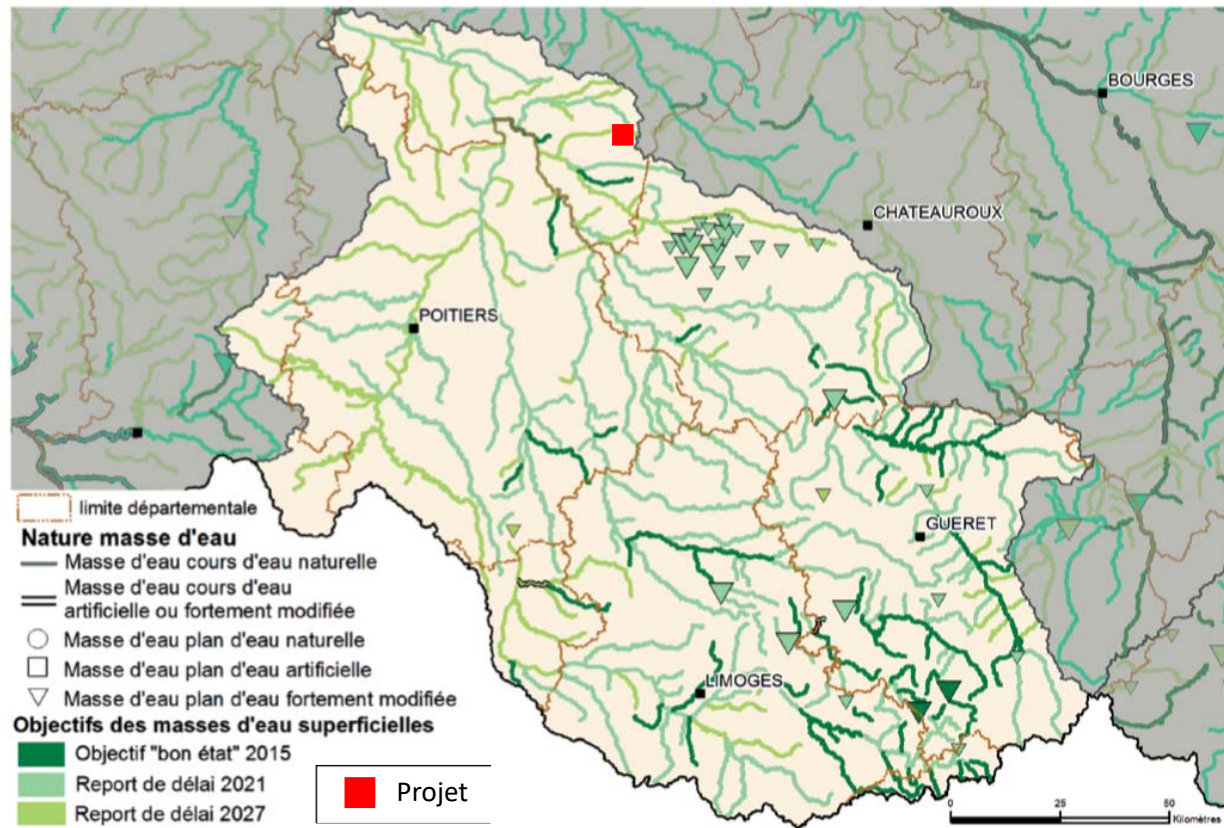 BOURGES
CHATEAUROUX
POITIERS
GUERET
LIMOGES
limite départementale
Nature masse d'eau
Masse d'eau cours d'eau naturelle
Masse d'eau cours d'eau
artificielle ou fortement modifiée
Masse d'eau plan d'eau naturelle
Masse d'eau plan d'eau artificielle
Masse d'eau plan d'eau fortement modifiée
Objectifs des masses d'eau superficielles
Objectif "bon état" 2015
Report de délai 2021
Report de délai 2027
Projet
0 25 50
Kilomètres